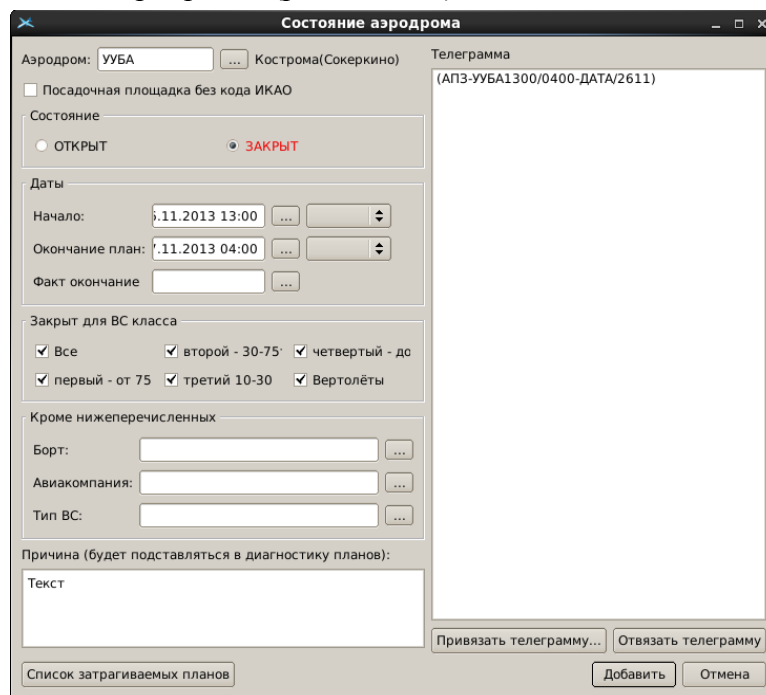 Состояние аэродрома
Аэродром: УУБА ... Кострома(Сокеркино)
Посадочная площадка без кода ИКАО
Состояние
ОТКРЫТ ЗАКРЫТ
Даты
Начало: .11.2013 13:00 ...
Окончание план: .11.2013 04:00 ...
Факт окончание ...
Закрыт для ВС класса
Все второй - 30-75 четвертый - до
первый - от 75 третий 10-30 Вертолёты
Кроме нижеперечисленных
Борт: ...
Авиакомпания: ...
Тип ВС: ...
Причина (будет подставляться в диагностику планов):
Текст
Список затрагиваемых планов
Телеграмма
(АПЗ-УУБА1300/0400-ДАТА/2611)
Привязать телеграмму... Отвязать телеграмму
Добавить Отмена